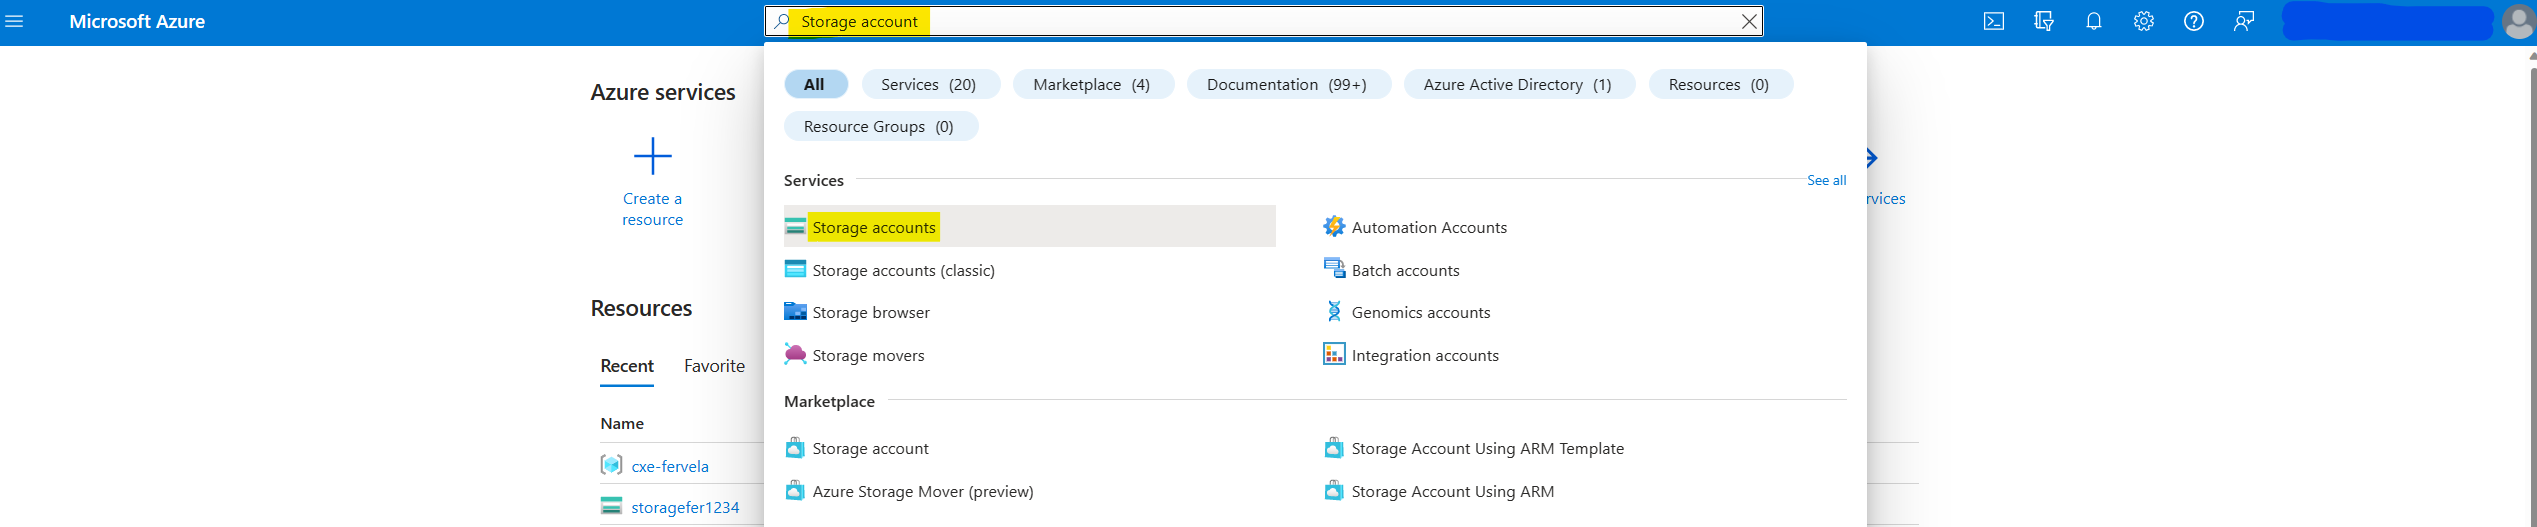 Microsoft Azure
Storage account
All Services (20) Marketplace (4) Documentation (99+) Azure Active Directory (1) Resources (0)
Resource Groups (0)
Azure services
Create a
resource
Services See all
rvices
Storage accounts
Automation Accounts
Storage accounts (classic)
Batch accounts
Storage browser
Genomics accounts
Storage movers
Integration accounts
Resources
Recent Favorite
Name
cxe-fervela
storagefer1234
Marketplace
Storage account
Storage Account Using ARM Template
Azure Storage Mover (preview)
Storage Account Using ARM